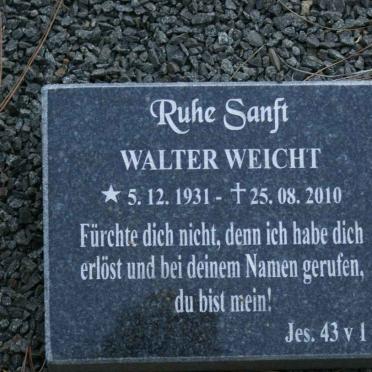 Ruhe Sanft
WALTER WEICHT
★ 5. 12. 1931 - ✝ 25. 08. 2010
Fürchte dich nicht, denn ich habe dich
erlöst und bei deinem Namen gerufen,
du bist mein!
Jes. 43 v 1